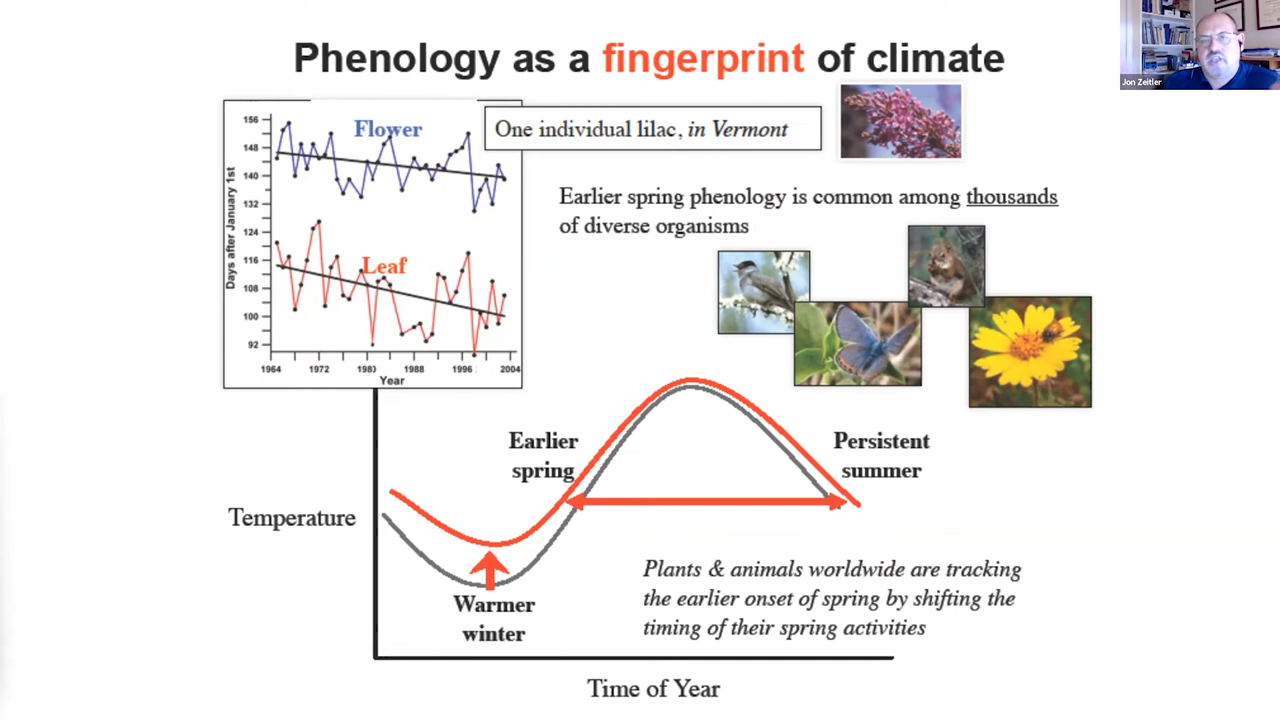 Phenology as a fingerprint of climate
Jon Zeitler
One individual lilac, in Vermont
Flower
Leaf
Days after January 1st
156
148
140
132
124
116
108
100
92
1964
1972
1980
1988
1996
2004
Year
Earlier spring phenology is common among thousands
of diverse organisms
Earlier
spring
Persistent
summer
Temperature
Warmer
winter
Plants & animals worldwide are tracking
the earlier onset of spring by shifting the
timing of their spring activities
Time of Year